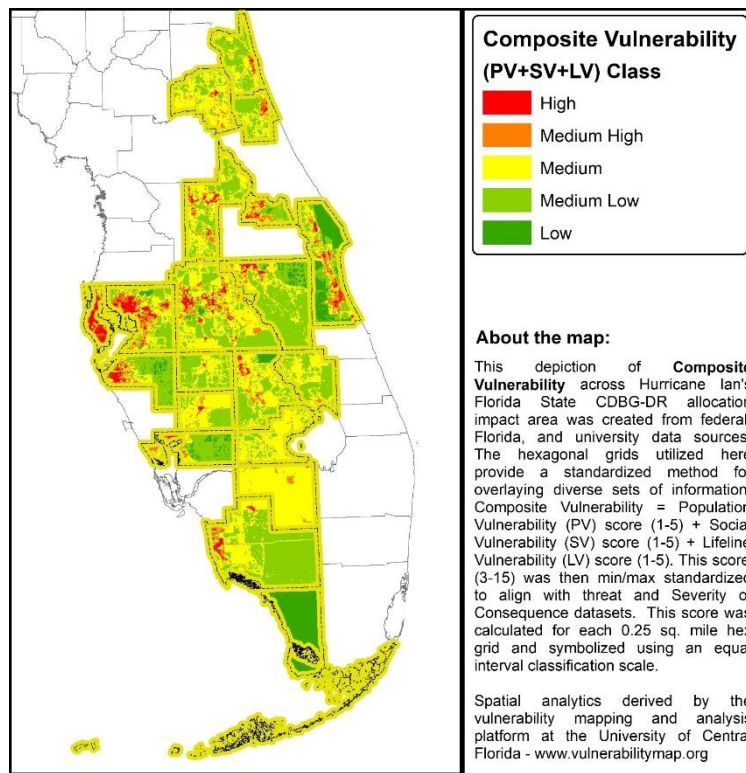 Composite Vulnerability
(PV+SV+LV) Class
High
Medium High
Medium
Medium Low
Low
About the map:
This depiction of Composite
Vulnerability across Hurricane Ian's
Florida State CDBG-DR allocation
impact area was created from federal
Florida, and university data sources
The hexagonal grids utilized here
provide a standardized method fo
overlaying diverse sets of information
Composite Vulnerability = Population
Vulnerability (PV) score (1-5) + Socia
Vulnerability (SV) score (1-5) + Lifeline
Vulnerability (LV) score (1-5). This score
(3-15) was then min/max standardized
to align with threat and Severity o
Consequence datasets. This score was
calculated for each 0.25 sq. mile hex
grid and symbolized using an equa
interval classification scale.
Spatial analytics derived by the
vulnerability mapping and analysis
platform at the University of Centra
Florida - www.vulnerabilitymap.org